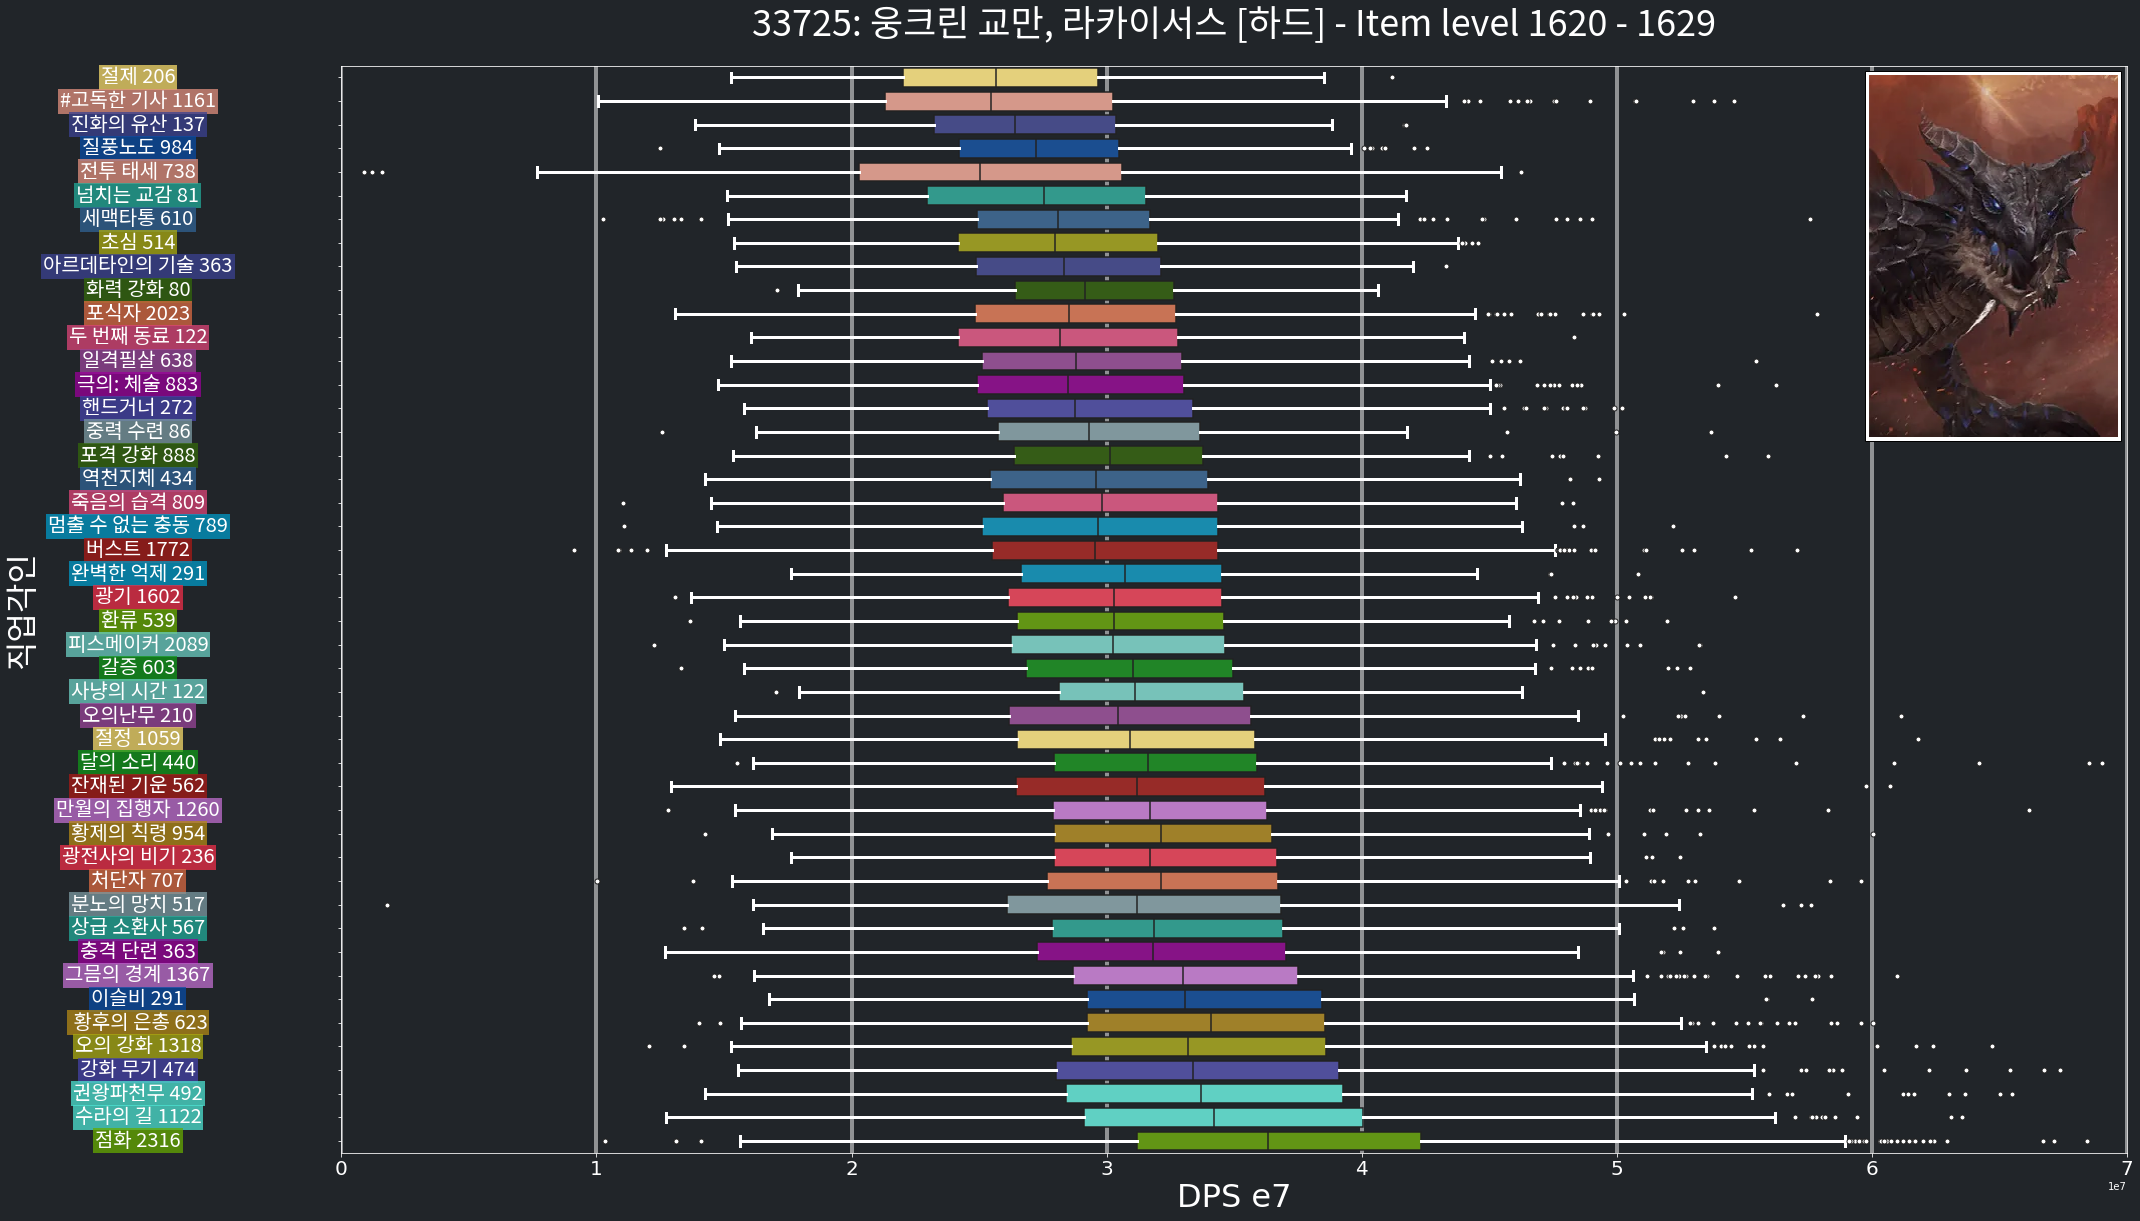 33725: 웅크린 교만, 라카이서스 [하드] - Item level 1620 - 1629
직업각인
절제 206
#고독한 기사 1161
진화의 유산 137
질풍노도 984
전투 태세 738
넘치는 교감 81
세맥타통 610
초심 514
아르데타인의 기술 363
화력 강화 80
포식자 2023
두 번째 동료 122
일격필살 638
극의: 체술 883
핸드거너 272
중력 수련 86
포격 강화 888
역천지체 434
죽음의 습격 809
멈출 수 없는 충동 789
버스트 1772
완벽한 억제 291
광기 1602
환류 539
피스메이커 2089
갈증 603
사냥의 시간 122
오의난무 210
절정 1059
달의 소리 440
잔재된 기운 562
만월의 집행자 1260
황제의 칙령 954
광전사의 비기 236
처단자 707
분노의 망치 517
상급 소환사 567
충격 단련 363
그믐의 경계 1367
이슬비 291
황후의 은총 623
오의 강화 1318
강화 무기 474
권왕파천무 492
수라의 길 1122
점화 2316
0 1 2 3 4 5 6 7
DPS e7
1e7